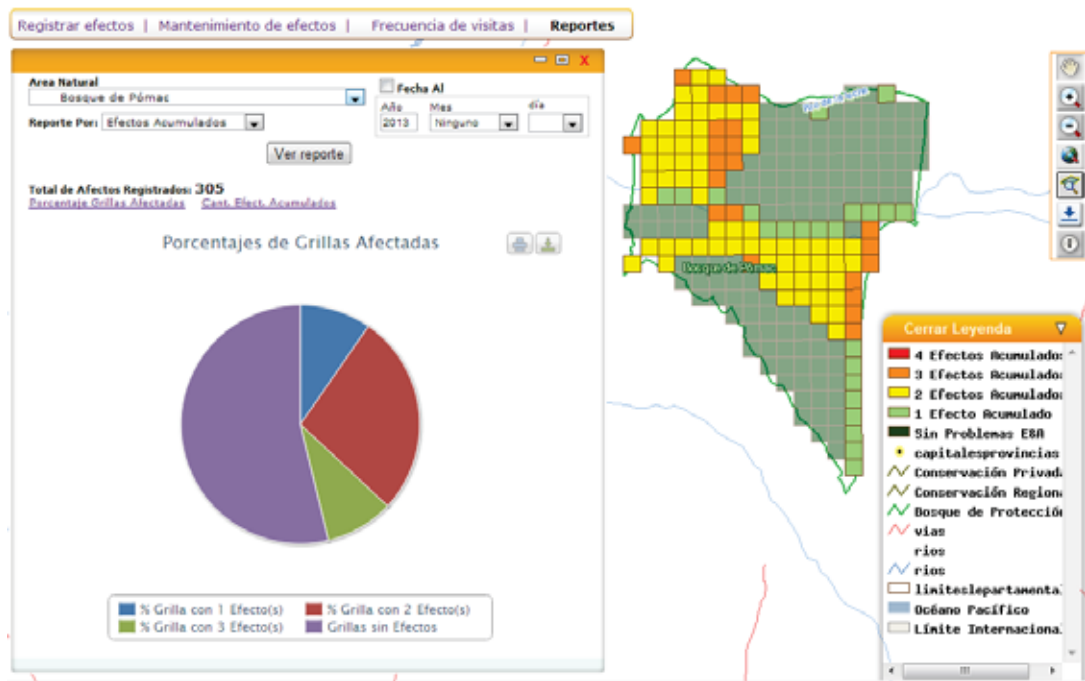 Registrar efectos | Mantenimiento de efectos | Frecuencia de visitas | Reportes
X
Area Natural
Bosque de Pómac
Reporte Por: Efectos Acumulados
Fecha Al
Año Mes día
2013 Ninguno
Ver reporte
Total de Afectos Registrados: 305
Porcentaje Grillas Afectadas Cant. Efect. Acumulados
Porcentajes de Grillas Afectadas
% Grilla con 1 Efecto(s) % Grilla con 2 Efecto(s)
% Grilla con 3 Efecto(s) Grillas sin Efectos
Bosque de Pómac
Cerrar Leyenda
4 Efectos Acumulado
3 Efectos Acumulado
2 Efectos Acumulado
1 Efecto Acumulado
Sin Problemas EBA
capitalesprovincias
Conservación Privad
Conservación Region
Bosque de Protecció
vias
rios
rios
limiteslepartamental
Océano Pacífico
Límite Internaciona